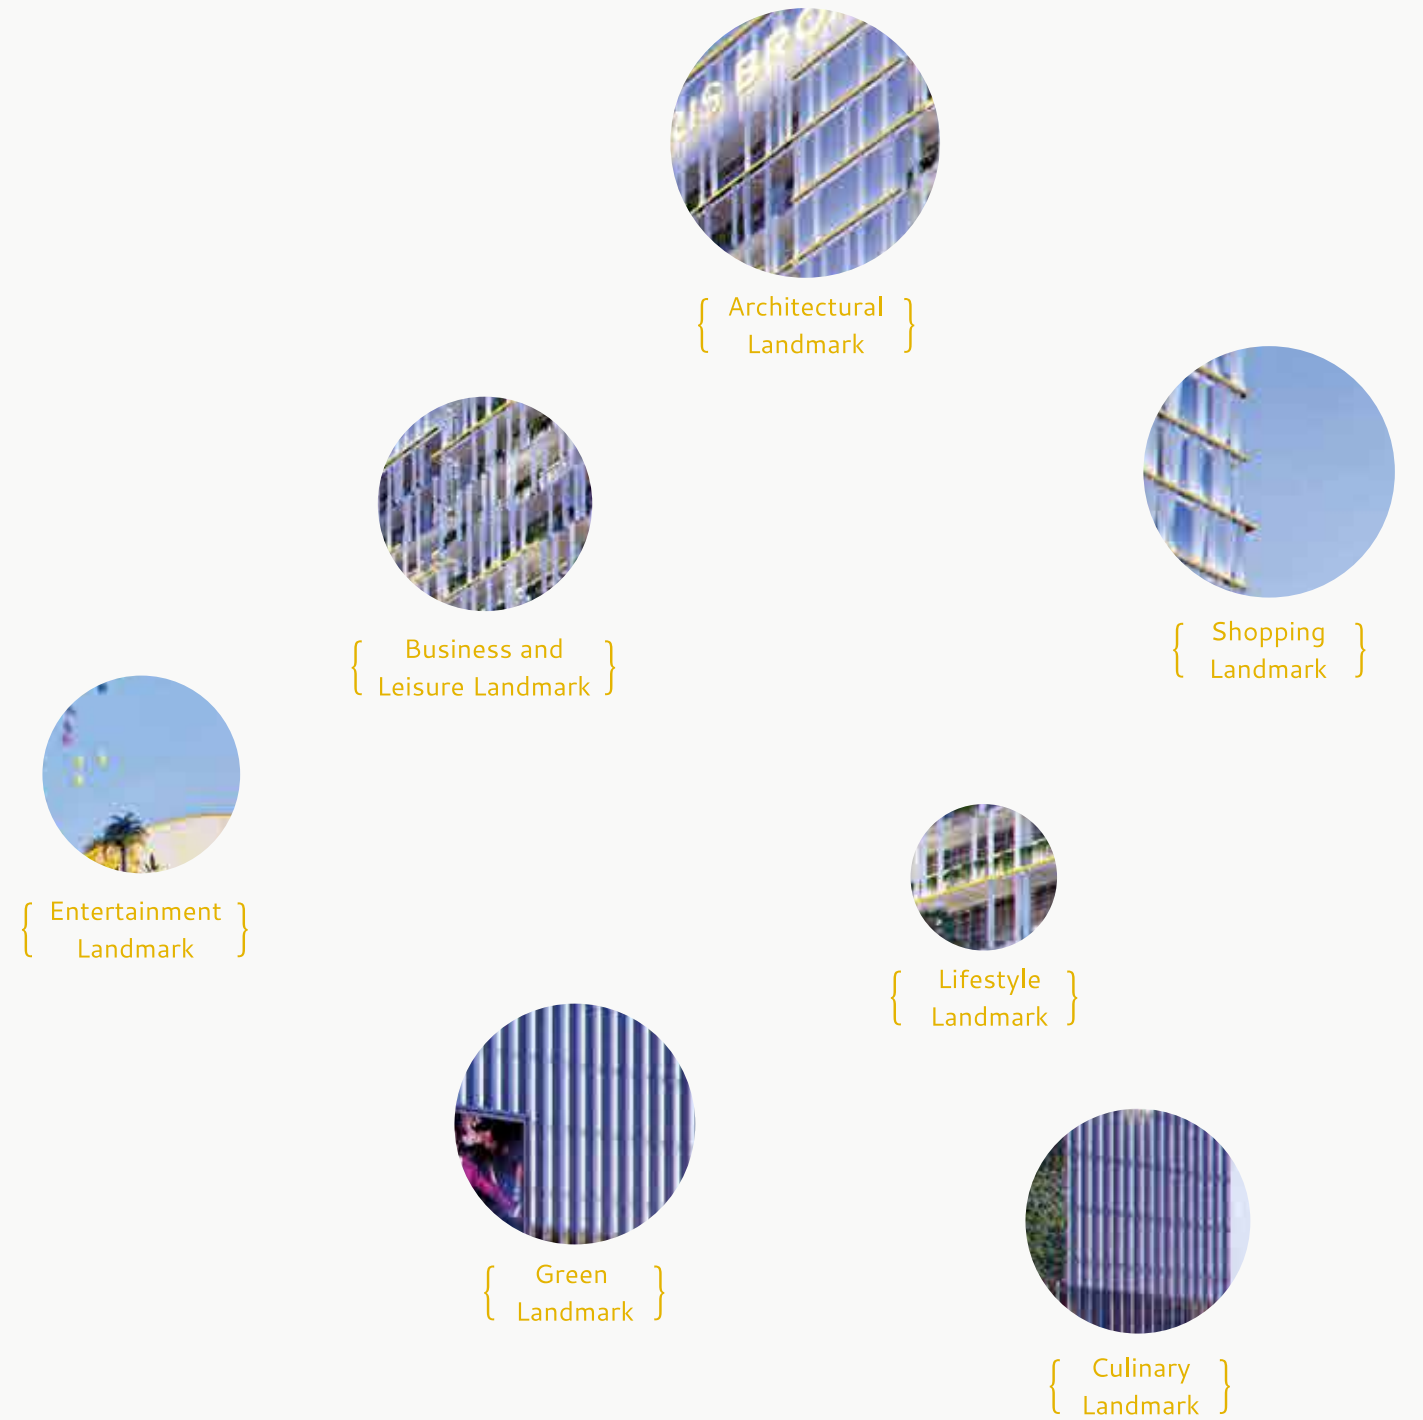 Architectural
Landmark
Business and
Leisure Landmark
Shopping
Landmark
Entertainment
Landmark
Lifestyle
Landmark
Green
Landmark
Culinary
Landmark